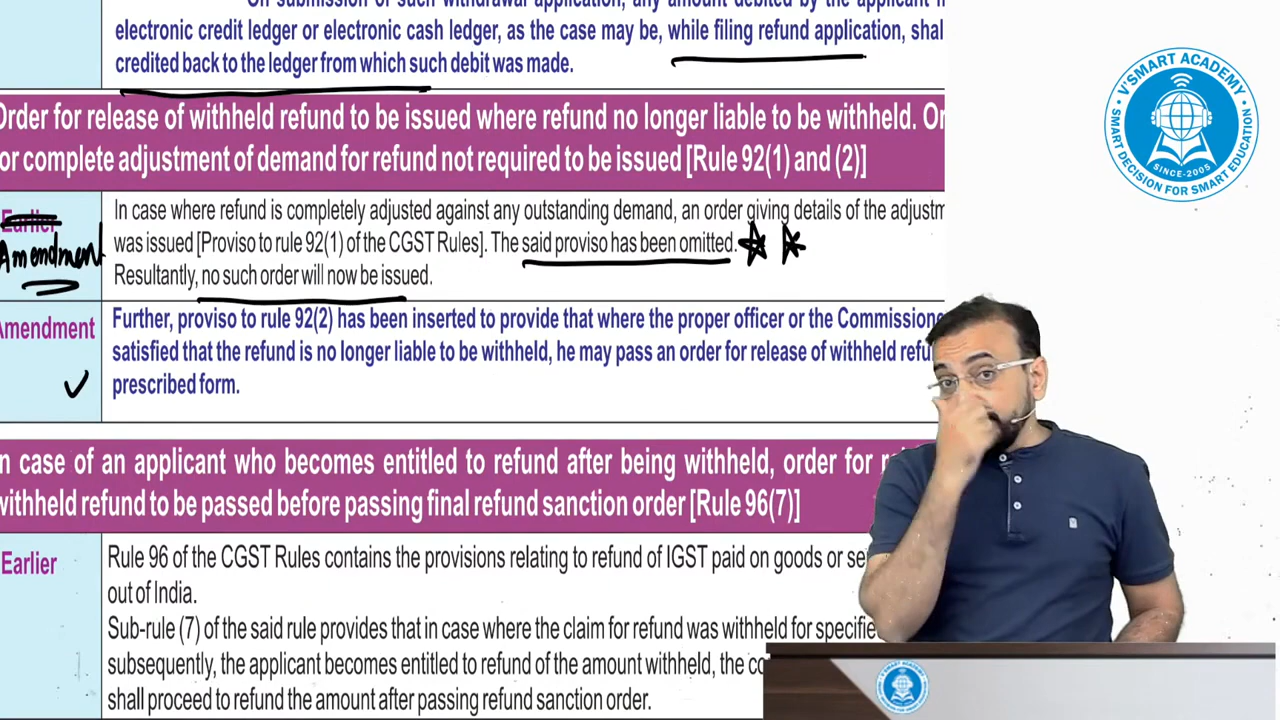 On submission of such withdrawal application, any amount debited by the applicant
electronic credit ledger or electronic cash ledger, as the case may be, while filing refund application, shal
credited back to the ledger from which such debit was made.
Order for release of withheld refund to be issued where refund no longer liable to be withheld. Or
or complete adjustment of demand for refund not required to be issued [Rule 92(1) and (2)]
Earlier
Amendment
In case where refund is completely adjusted against any outstanding demand, an order giving details of the adjustm
was issued [Proviso to rule 92(1) of the CGST Rules]. The said proviso has been omitted.
Resultantly, no such order will now be issued.
Amendment
Further, proviso to rule 92(2) has been inserted to provide that where the proper officer or the Commissione
satisfied that the refund is no longer liable to be withheld, he may pass an order for release of withheld refu
prescribed form.
n case of an applicant who becomes entitled to refund after being withheld, order for
withheld refund to be passed before passing final refund sanction order [Rule 96(7)]
Earlier
Rule 96 of the CGST Rules contains the provisions relating to refund of IGST paid on goods or se
out of India.
Sub-rule (7) of the said rule provides that in case where the claim for refund was withheld for specifie
subsequently, the applicant becomes entitled to refund of the amount withheld, the co
shall proceed to refund the amount after passing refund sanction order.
V'SMART ACADEMY
SINCE-2005
SMART DECISION FOR SMART EDUCATION